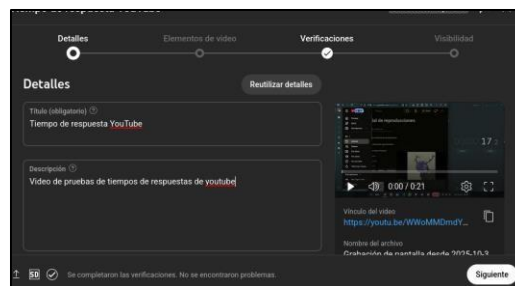 Tiempo de respuesta YouTube
Detalles
Elementos de video
Verificaciones
Visibilidad
Detalles
Reutilizar detalles
Título (obligatorio)
Tiempo de respuesta YouTube
Descripción
Video de pruebas de tiempos de respuestas de youtube
0:00 / 0:21
Vínculo del video
https://youtu.be/WWoMMDmdY...
Nombre del archivo
Grabación de pantalla desde 2025-10-3
SD
Se completaron las verificaciones. No se encontraron problemas.
Siguiente